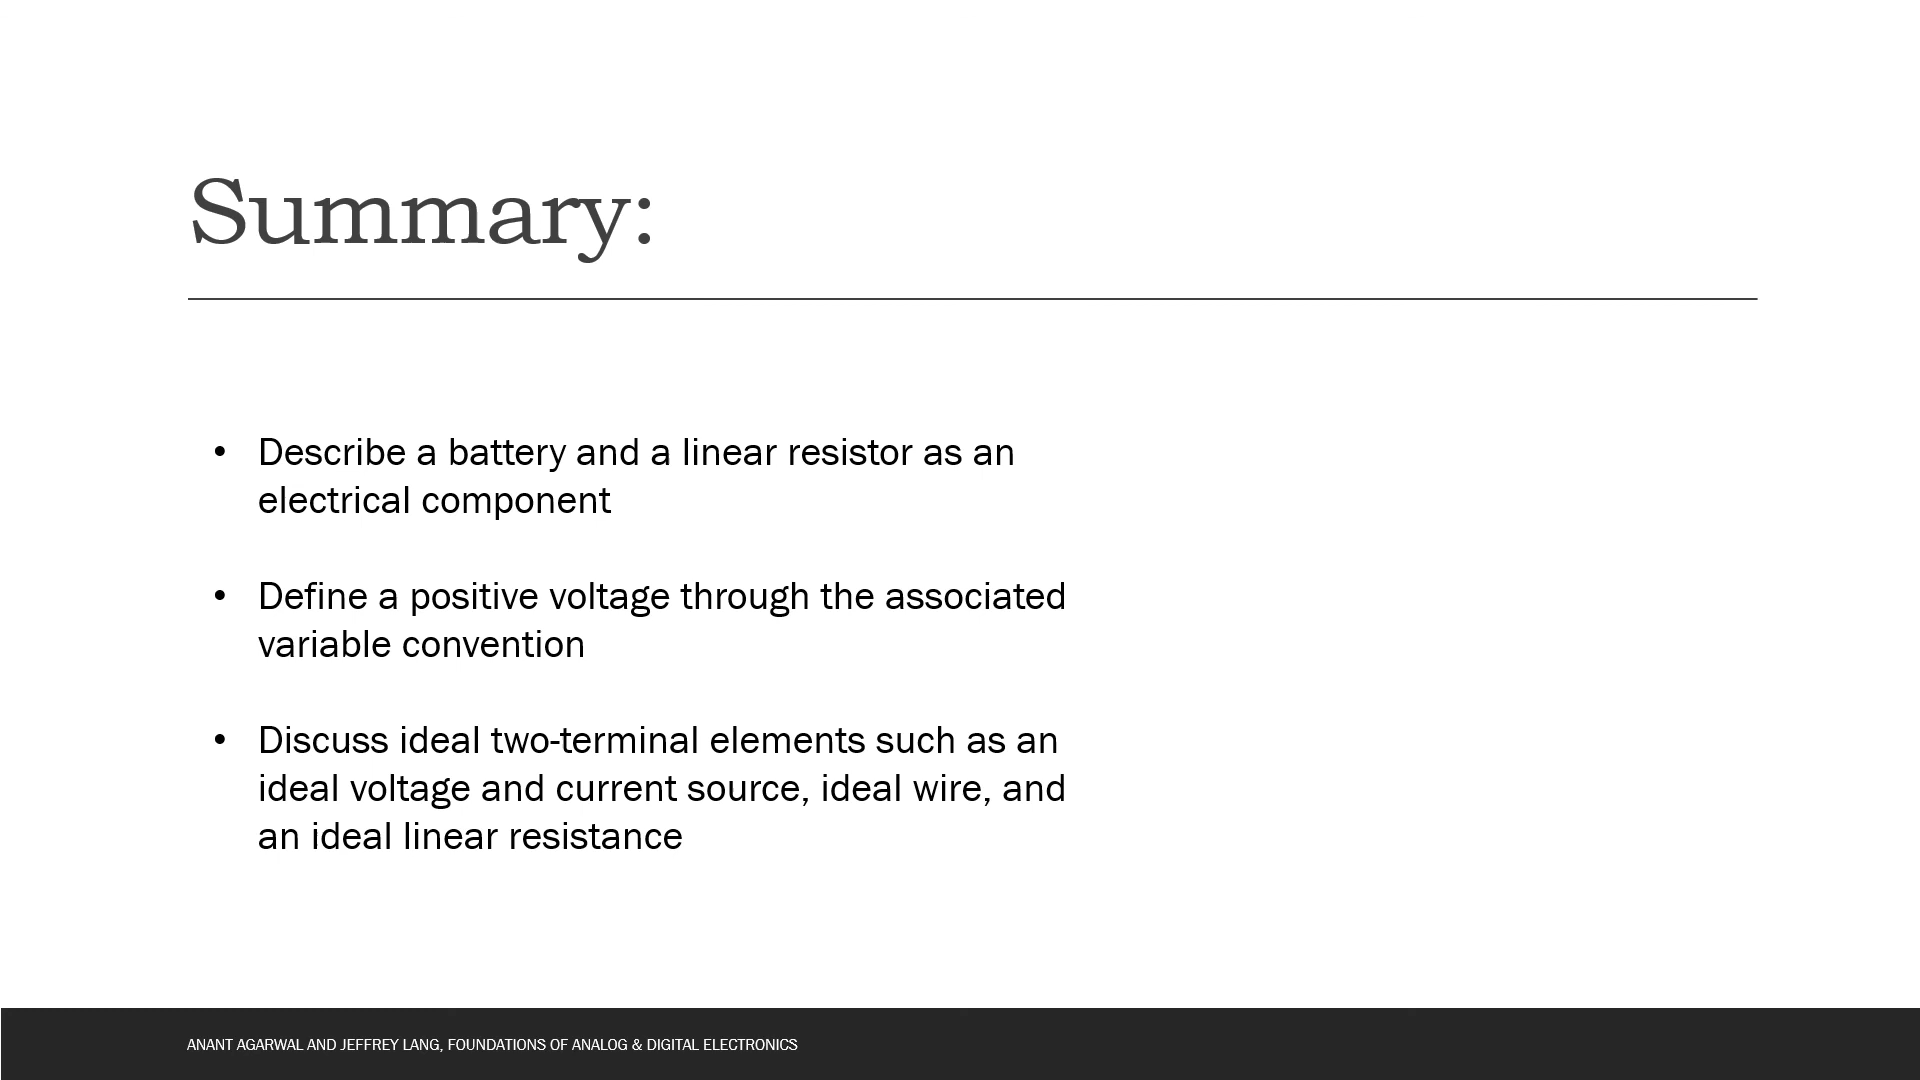 Summary:
• Describe a battery and a linear resistor as an
electrical component
• Define a positive voltage through the associated
variable convention
• Discuss ideal two-terminal elements such as an
ideal voltage and current source, ideal wire, and
an ideal linear resistance
ANANT AGARWAL AND JEFFREY LANG, FOUNDATIONS OF ANALOG & DIGITAL ELECTRONICS